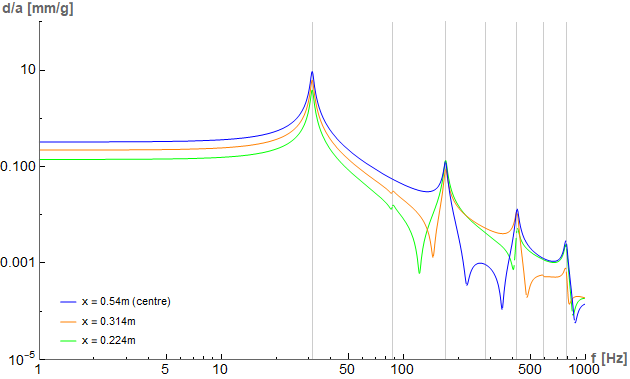 d/a [mm/g]
10
0.100
0.001
10⁻⁵
x = 0.54m (centre)
x = 0.314m
x = 0.224m
f [Hz]
1 5 10 50 100 500 1000